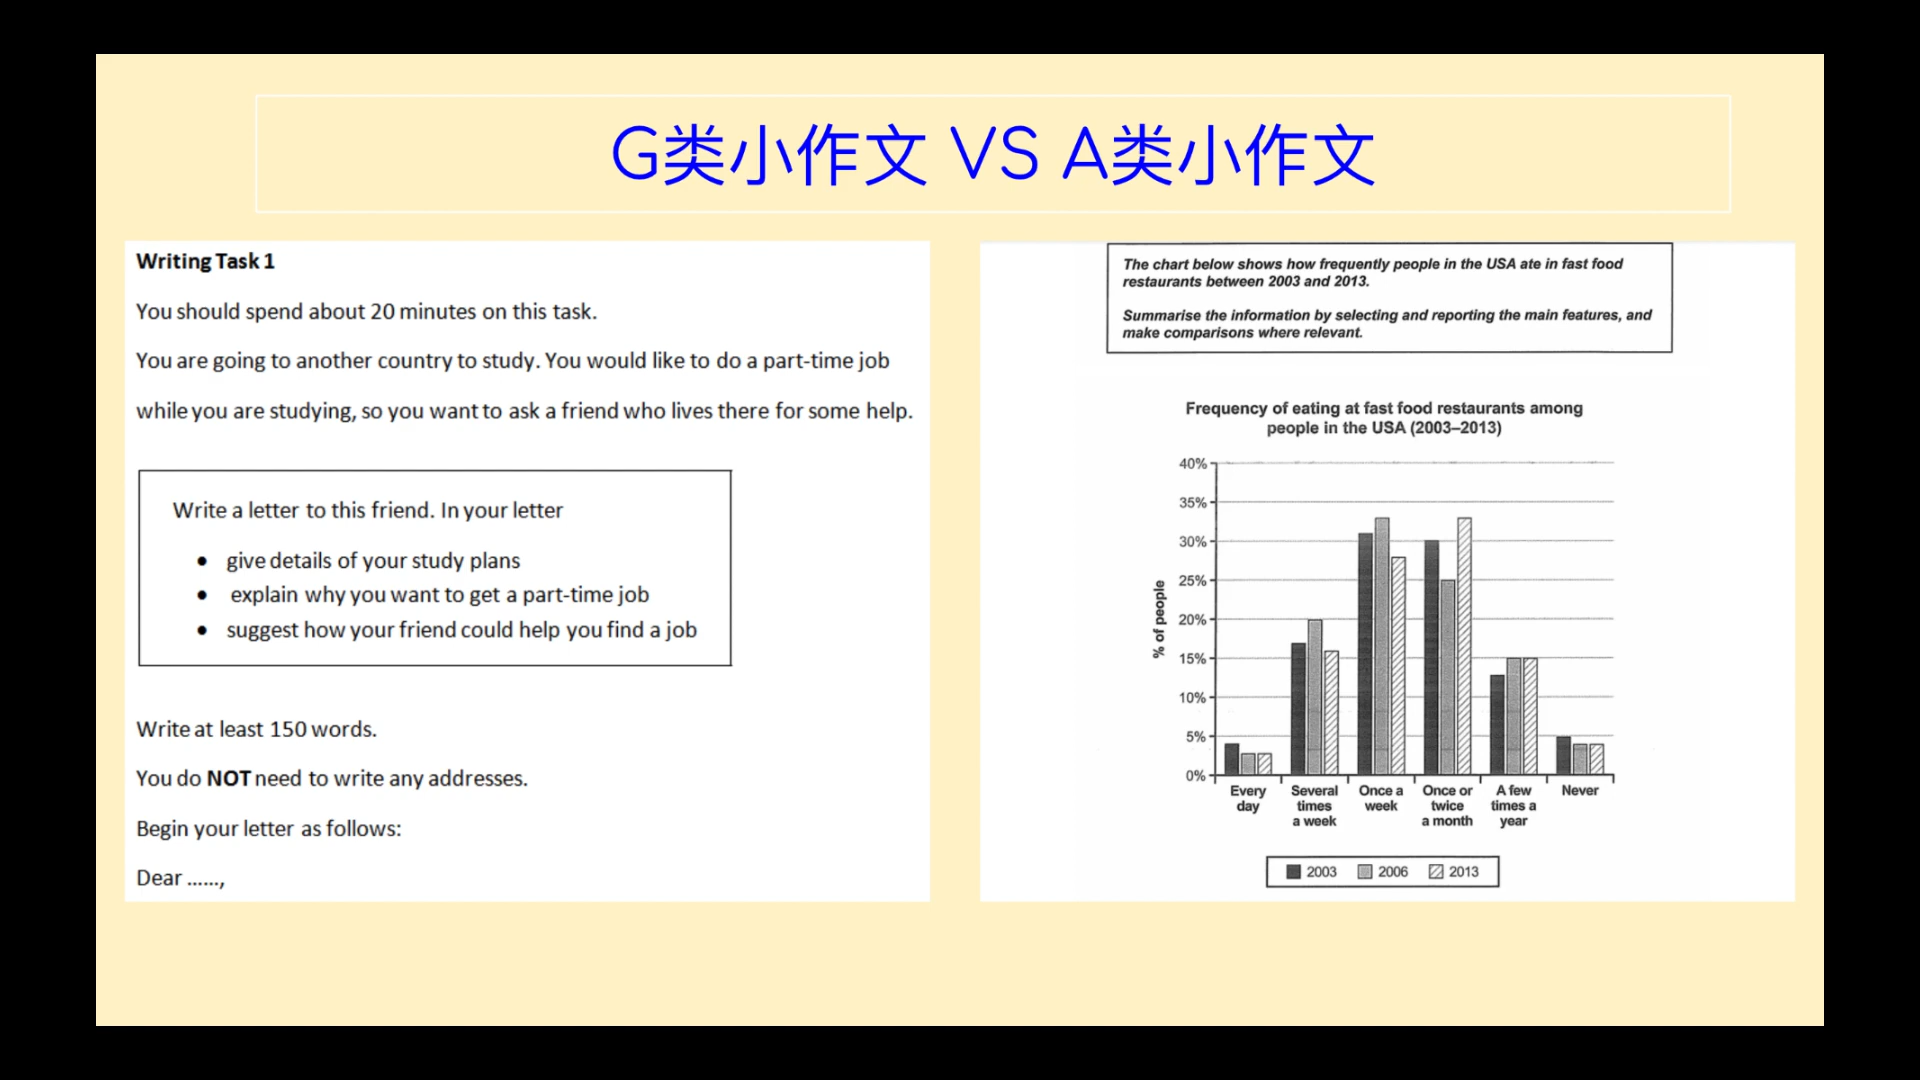 G类小作文 VS A类小作文
Writing Task 1
You should spend about 20 minutes on this task.
You are going to another country to study. You would like to do a part-time job
while you are studying, so you want to ask a friend who lives there for some help.
Write a letter to this friend. In your letter
• give details of your study plans
• explain why you want to get a part-time job
• suggest how your friend could help you find a job
Write at least 150 words.
You do NOT need to write any addresses.
Begin your letter as follows:
Dear ......,
The chart below shows how frequently people in the USA ate in fast food
restaurants between 2003 and 2013.
Summarise the information by selecting and reporting the main features, and
make comparisons where relevant.
Frequency of eating at fast food restaurants among
people in the USA (2003–2013)
% of people
40%
35%
30%
25%
20%
15%
10%
5%
0%
Every
day
Several
times
a week
Once a
week
Once or
twice
a month
A few
times a
year
Never
2003 2006 2013